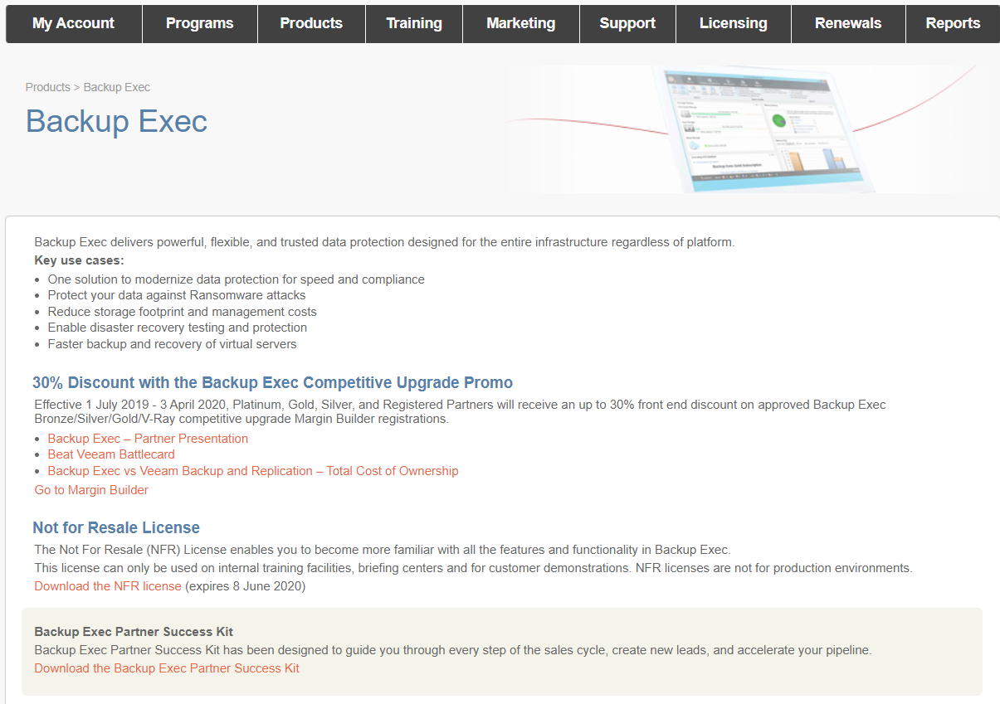 My Account
Programs
Products
Training
Marketing
Support
Licensing
Renewals
Reports
Products > Backup Exec
Backup Exec
Backup Exec delivers powerful, flexible, and trusted data protection designed for the entire infrastructure regardless of platform.
Key use cases:
• One solution to modernize data protection for speed and compliance
• Protect your data against Ransomware attacks
• Reduce storage footprint and management costs
• Enable disaster recovery testing and protection
• Faster backup and recovery of virtual servers
30% Discount with the Backup Exec Competitive Upgrade Promo
Effective 1 July 2019 - 3 April 2020, Platinum, Gold, Silver, and Registered Partners will receive an up to 30% front end discount on approved Backup Exec
Bronze/Silver/Gold/V-Ray competitive upgrade Margin Builder registrations.
• Backup Exec – Partner Presentation
• Beat Veeam Battlecard
• Backup Exec vs Veeam Backup and Replication – Total Cost of Ownership
Go to Margin Builder
Not for Resale License
The Not For Resale (NFR) License enables you to become more familiar with all the features and functionality in Backup Exec.
This license can only be used on internal training facilities, briefing centers and for customer demonstrations. NFR licenses are not for production environments.
Download the NFR license (expires 8 June 2020)
Backup Exec Partner Success Kit
Backup Exec Partner Success Kit has been designed to guide you through every step of the sales cycle, create new leads, and accelerate your pipeline.
Download the Backup Exec Partner Success Kit